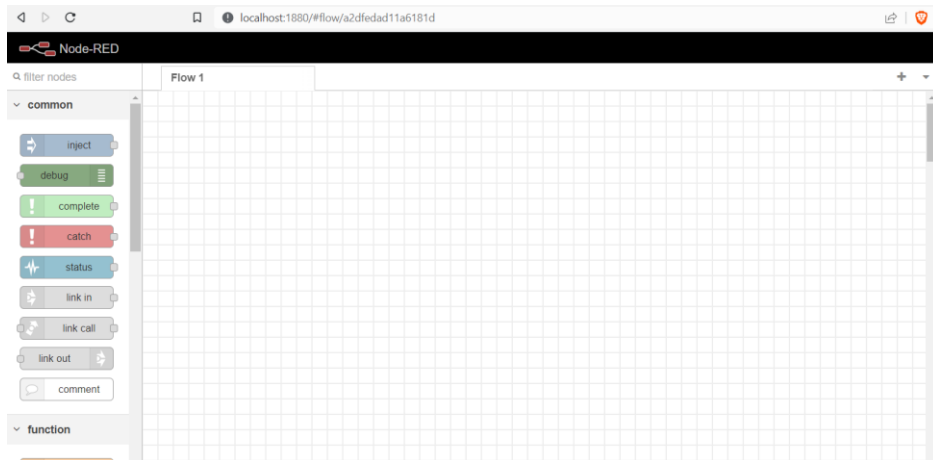 localhost:1880/#flow/a2dfedad11a6181d
Node-RED
filter nodes
Flow 1
common
inject
debug
complete
catch
status
link in
link call
link out
comment
function